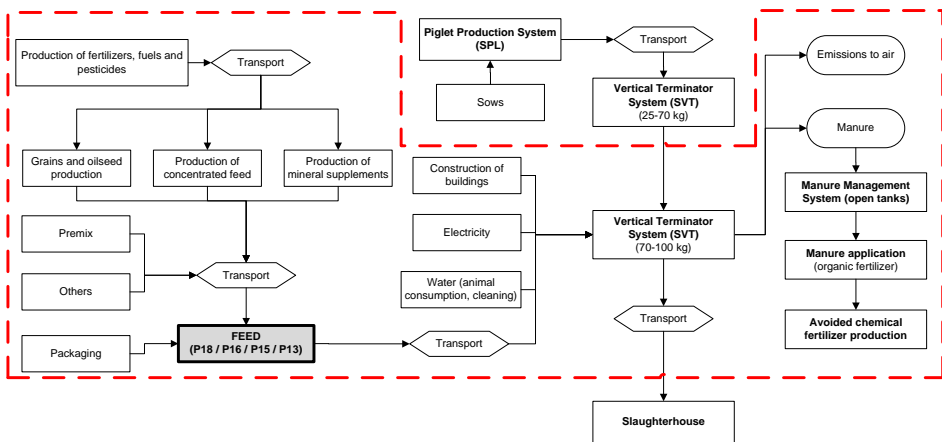 Production of fertilizers, fuels and
pesticides
Transport
Piglet Production System
(SPL)
Transport
Emissions to air
Sows
Vertical Terminator
System (SVT)
(25-70 kg)
Manure
Grains and oilseed
production
Production of
concentrated feed
Production of
mineral supplements
Construction of
buildings
Manure Management
System (open tanks)
Premix
Electricity
Vertical Terminator
System (SVT)
(70-100 kg)
Manure application
(organic fertilizer)
Transport
Others
Water (animal
consumption, cleaning)
Transport
Avoided chemical
fertilizer production
Packaging
FEED
(P18 / P16 / P15 / P13)
Transport
Slaughterhouse